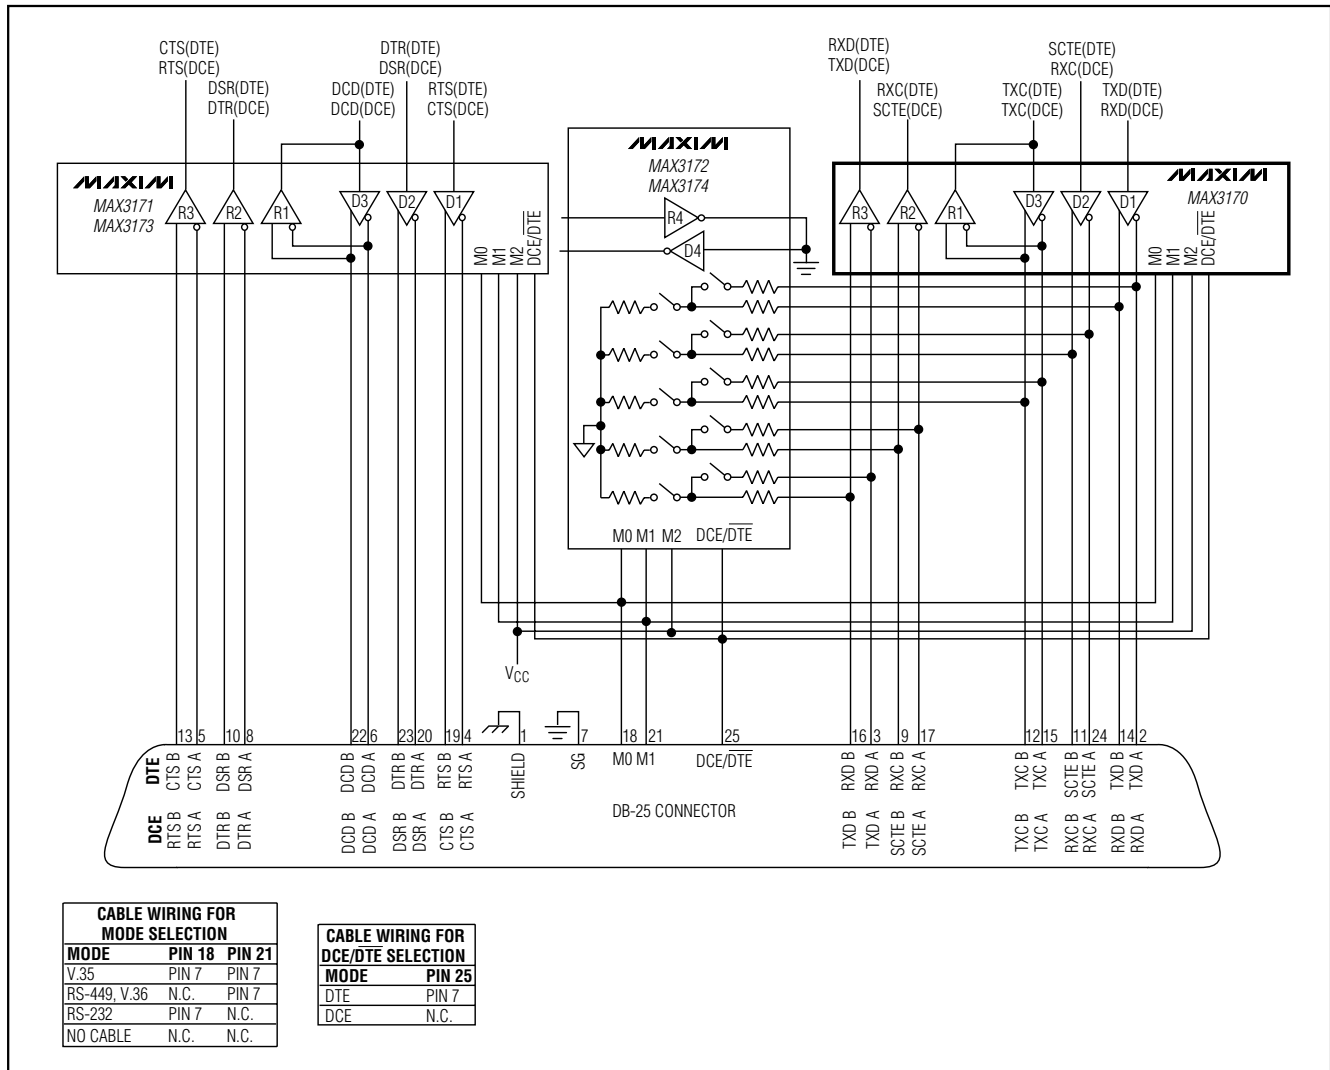 CTS(DTE)
RTS(DCE)
DSR(DTE)
DTR(DCE)
DCD(DTE)
DCD(DCE)
DTR(DTE)
DSR(DCE)
RTS(DTE)
CTS(DCE)
RXD(DTE)
TXD(DCE)
RXC(DTE)
SCTE(DCE)
TXC(DTE)
TXC(DCE)
SCTE(DTE)
RXC(DCE)
TXD(DTE)
RXD(DCE)
MAXIM
MAX3171
MAX3173
R3
R2
R1
D3
D2
D1
M0
M1
M2
DCE/DTE
MAXIM
MAX3172
MAX3174
R4
D4
M0 M1 M2 DCE/DTE
MAXIM
MAX3170
R3
R2
R1
D3
D2
D1
M0
M1
M2
DCE/DTE
VCC
13 5 10 8 22 6 23 20 19 4 1 7 18 21 25 16 3 9 17 12 15 11 24 14 2
DTE
CTS B
CTS A
DSR B
DSR A
DCD B
DCD A
DTR B
DTR A
RTS B
RTS A
SHIELD
SG
M0 M1
DCE/DTE
RXD B
RXD A
RXC B
RXC A
TXC B
TXC A
SCTE B
SCTE A
TXD B
TXD A
DB-25 CONNECTOR
DCE
RTS B
RTS A
DTR B
DTR A
DCD B
DCD A
DSR B
DSR A
CTS B
CTS A
TXD B
TXD A
SCTE B
SCTE A
TXC B
TXC A
RXC B
RXC A
RXD B
RXD A
CABLE WIRING FOR
MODE SELECTION
MODE PIN 18 PIN 21
V.35 PIN 7 PIN 7
RS-449, V.36 N.C. PIN 7
RS-232 PIN 7 N.C.
NO CABLE N.C. N.C.
CABLE WIRING FOR
DCE/DTE SELECTION
MODE PIN 25
DTE PIN 7
DCE N.C.